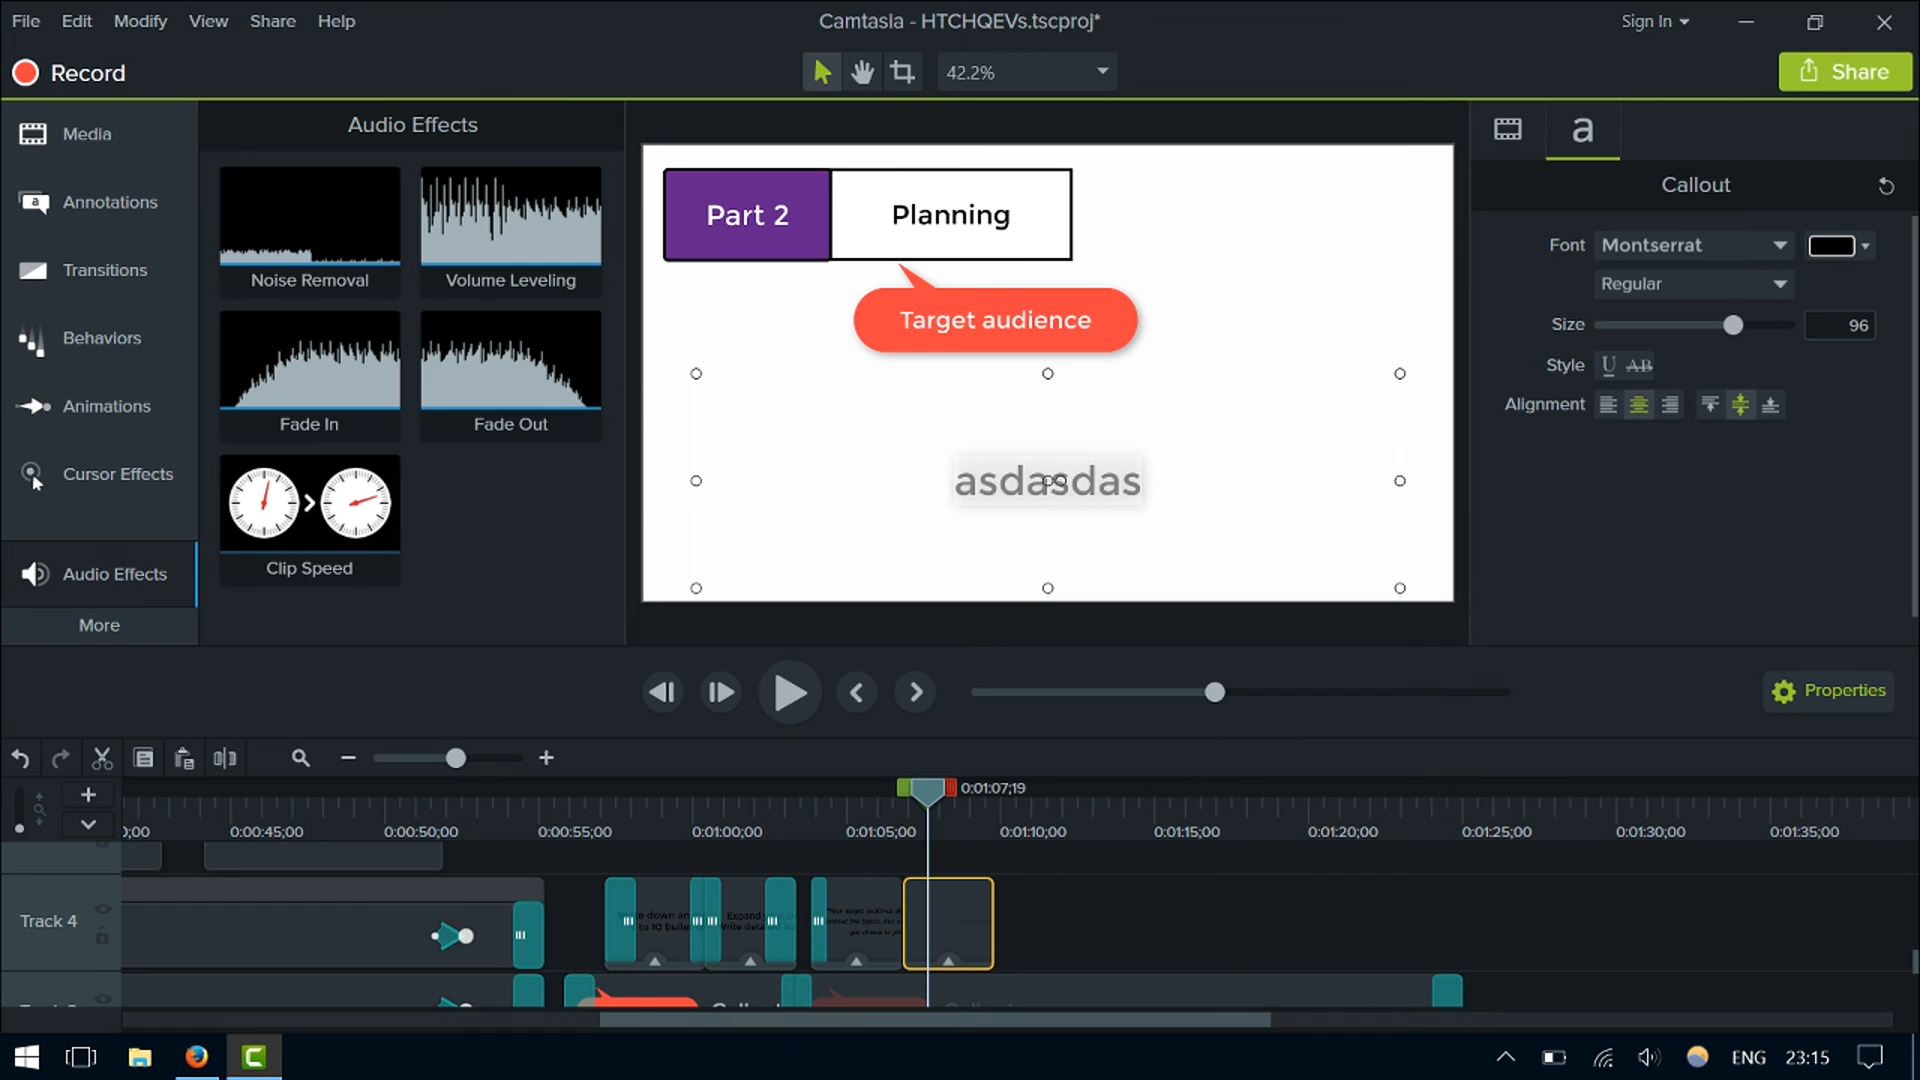 File Edit Modify View Share Help
Camtasia - HTCHQEVs.tscproj*
Sign In
Record
42.2%
Share
Media
Annotations
Transitions
Behaviors
Animations
Cursor Effects
Audio Effects
More
Audio Effects
Noise Removal
Volume Leveling
Fade In
Fade Out
Clip Speed
Part 2
Planning
Target audience
asdasdas
a
Callout
Font
Montserrat
Regular
Size
96
Style
U AB
Alignment
Properties
0:01:07;19
0;00 0:00:45;00 0:00:50;00 0:00:55;00 0:01:00;00 0:01:05;00 0:01:10;00 0:01:15;00 0:01:20;00 0:01:25;00 0:01:30;00 0:01:35;00
Track 4
ENG 23:15